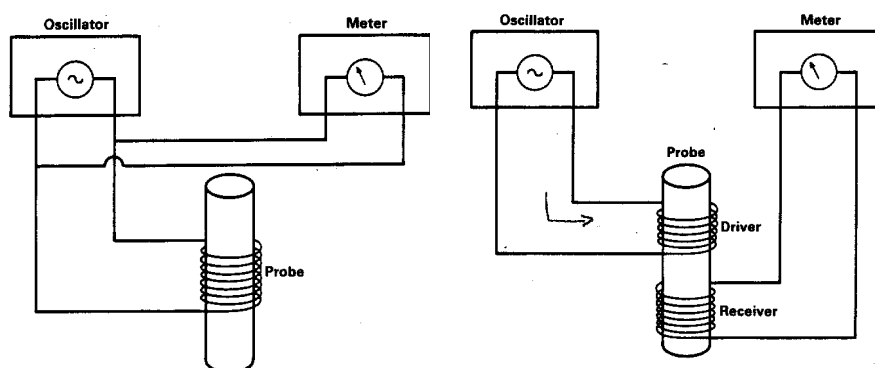 Oscillator
Meter
Probe
Oscillator
Meter
Probe
Driver
Receiver